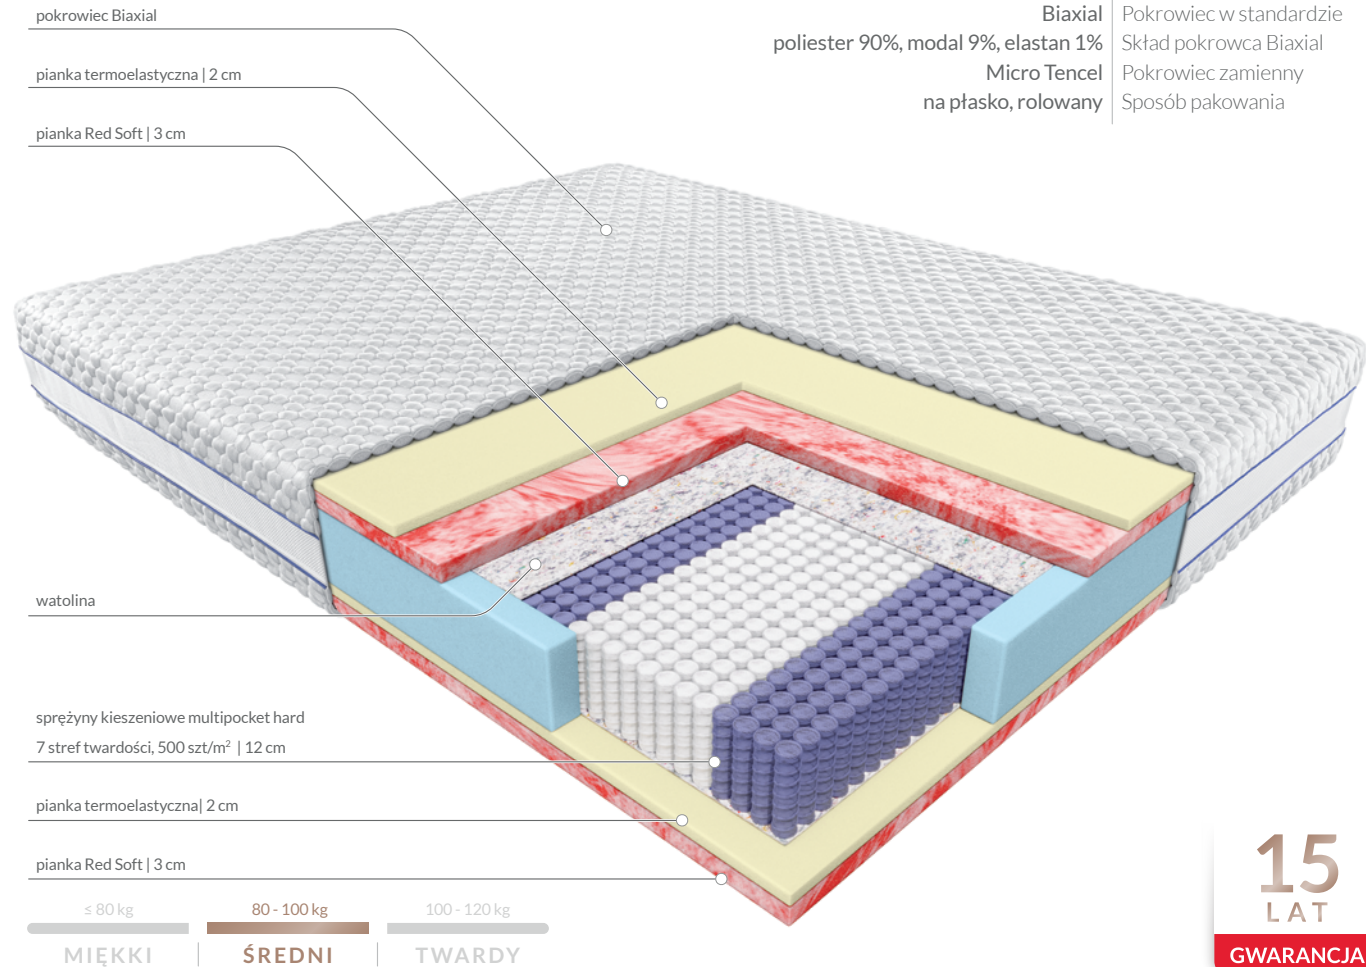 pokrowiec Biaxial
pianka termoelastyczna | 2 cm
pianka Red Soft | 3 cm
Biaxial | Pokrowiec w standardzie
poliester 90%, modal 9%, elastan 1% | Skład pokrowca Biaxial
Micro Tencel | Pokrowiec zamienny
na płasko, rolowany | Sposób pakowania
watolina
sprężyny kieszeniowe multipocket hard
7 stref twardości, 500 szt/m² | 12 cm
pianka termoelastyczna| 2 cm
pianka Red Soft | 3 cm
≤ 80 kg 80 - 100 kg 100 - 120 kg
MIĘKKI | ŚREDNI | TWARDY
15
LAT
GWARANCJA